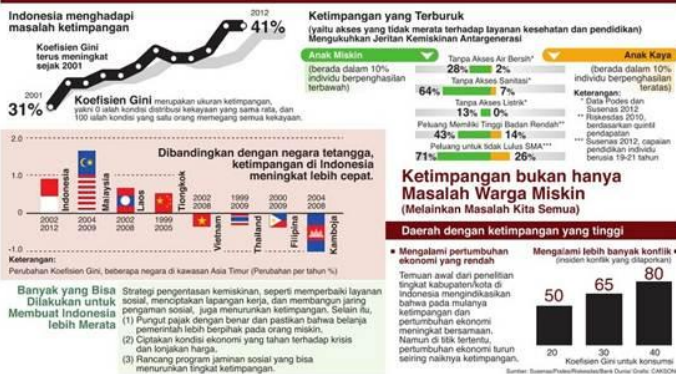 Indonesia menghadapi
masalah ketimpangan
Koefisien Gini
terus meningkat
sejak 2001
2012
41%
2001
31%
Koefisien Gini merupakan ukuran ketimpangan,
yakni 0 ialah kondisi distribusi kekayaan yang sama rata, dan
100 ialah kondisi yang satu orang memegang semua kekayaan.
Ketimpangan yang Terburuk
(yaitu akses yang tidak merata terhadap layanan kesehatan dan pendidikan)
Mengukuhkan Jeritan Kemiskinan Antargenerasi
Anak Miskin
(berada dalam 10%
individu berpenghasilan
terbawah)
Anak Kaya
(berada dalam 10%
individu berpenghasilan
teratas)
Tanpa Akses Air Bersih*
28% 2%
Tanpa Akses Sanitasi*
64% 7%
Tanpa Akses Listrik*
13% 0%
Peluang Memiliki Tinggi Badan Rendah**
43% 14%
Peluang untuk tidak Lulus SMA***
71% 26%
Keterangan:
* Data Podes dan
Susenas 2012
** Riskesdas 2010,
berdasarkan quintil
pendapatan
*** Susenas 2012, capaian
pendidikan individu
berusia 19-21 tahun
2.0
1.0
0
-1.0
Dibandingkan dengan negara tetangga,
ketimpangan di Indonesia
meningkat lebih cepat.
Indonesia
2002
2012
Malaysia
2004
2009
Laos
2002
2008
Tiongkok
1999
2005
2002
2008
Vietnam
1999
2009
Thailand
2000
2009
Filipina
2004
2008
Kamboja
Keterangan:
Perubahan Koefisien Gini, beberapa negara di kawasan Asia Timur (Perubahan per tahun %)
Ketimpangan bukan hanya
Masalah Warga Miskin
(Melainkan Masalah Kita Semua)
Daerah dengan ketimpangan yang tinggi
Mengalami pertumbuhan
ekonomi yang rendah
Temuan awal dari penelitian
tingkat kabupaten/kota di
Indonesia mengindikasikan
bahwa pada mulanya
ketimpangan dan
pertumbuhan ekonomi
meningkat bersamaan.
Namun di titik tertentu,
pertumbuhan ekonomi turun
seiring naiknya ketimpangan.
Mengalami lebih banyak konflik
(insiden konflik yang dilaporkan)
50
65
80
20
30
40
Koefisien Gini untuk konsumsi
Banyak yang Bisa
Dilakukan untuk
Membuat Indonesia
lebih Merata
Strategi pengentasan kemiskinan, seperti memperbaiki layanan
sosial, menciptakan lapangan kerja, dan membangun jaring
pengaman sosial, juga menurunkan ketimpangan. Selain itu,
(1) Pungut pajak dengan benar dan pastikan bahwa belanja
pemerintah lebih berpihak pada orang miskin.
(2) Ciptakan kondisi ekonomi yang tahan terhadap krisis
dan lonjakan harga.
(3) Rancang program jaminan sosial yang bisa
menurunkan tingkat ketimpangan.
Sumber: Susenas/Podes/Riskesdas/Bank Dunia/ Grafis: CAKSONO